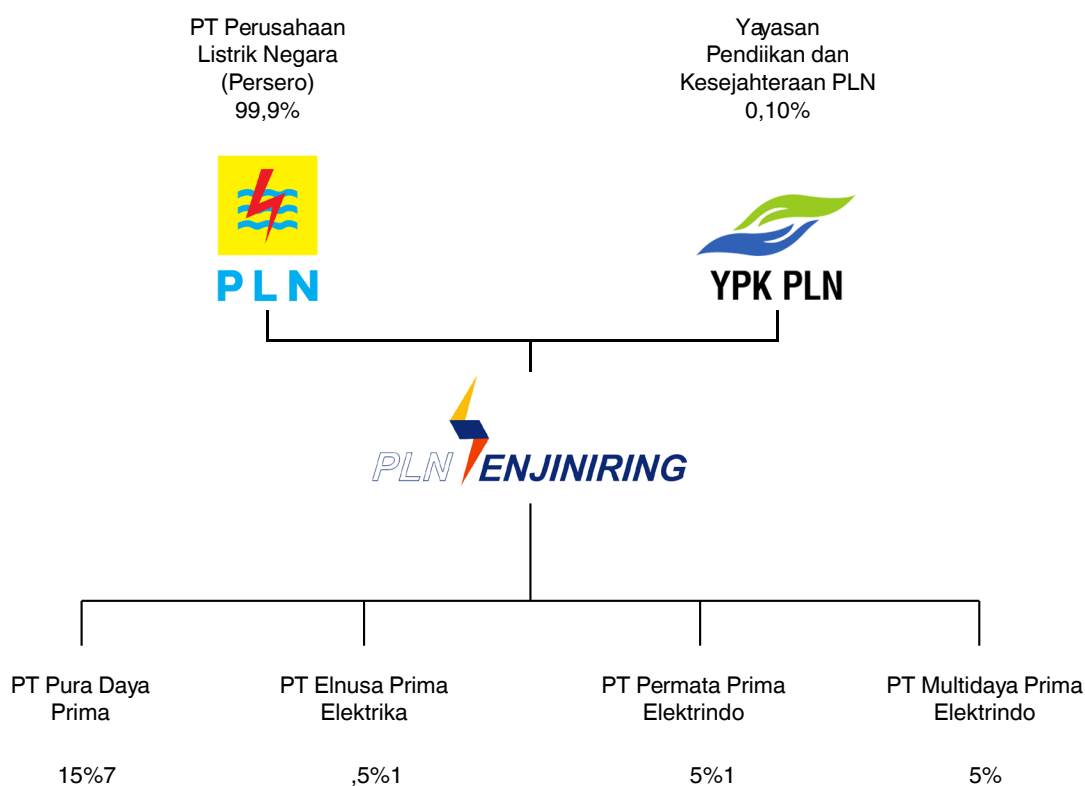 PT Perusahaan
Listrik Negara
(Persero)
99,9%
Yayasan
Pendiikan dan
Kesejahteraan PLN
0,10%
PLN
YPK PLN
PLN ENJINIRING
PT Pura Daya
Prima
15%7
PT Elnusa Prima
Elektrika
,5%1
PT Permata Prima
Elektrindo
5%1
PT Multidaya Prima
Elektrindo
5%